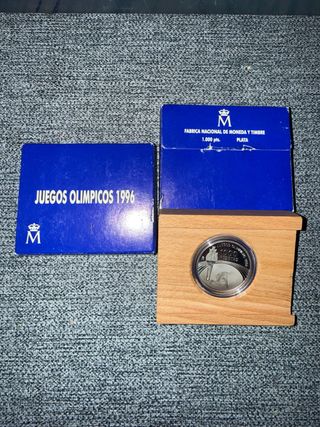 M
FABRICA NACIONAL DE MONEDA Y TIMBRE
1.000 pts. PLATA
JUEGOS OLIMPICOS 1996
M